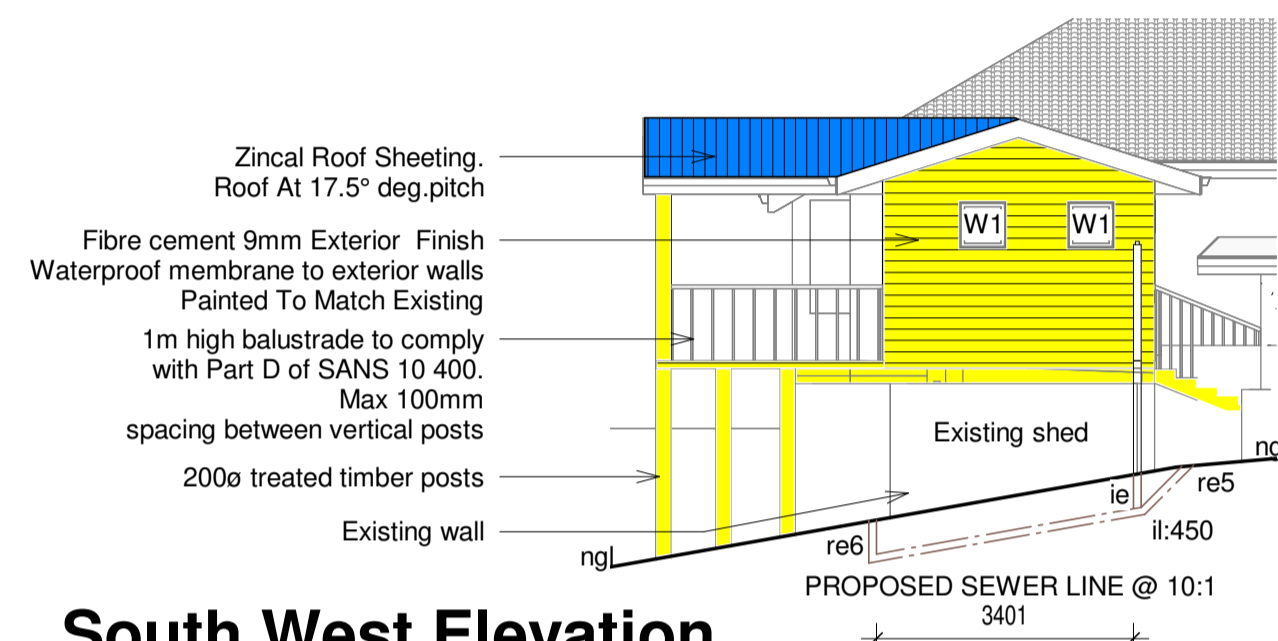 Zincal Roof Sheeting.
Roof At 17.5° deg.pitch
Fibre cement 9mm Exterior Finish
Waterproof membrane to exterior walls
Painted To Match Existing
1m high balustrade to comply
with Part D of SANS 10 400.
Max 100mm
spacing between vertical posts
200ø treated timber posts
Existing wall
W1 W1
Existing shed
ngl
ie
re5
re6
il:450
PROPOSED SEWER LINE @ 10:1
3401
South West Elevation